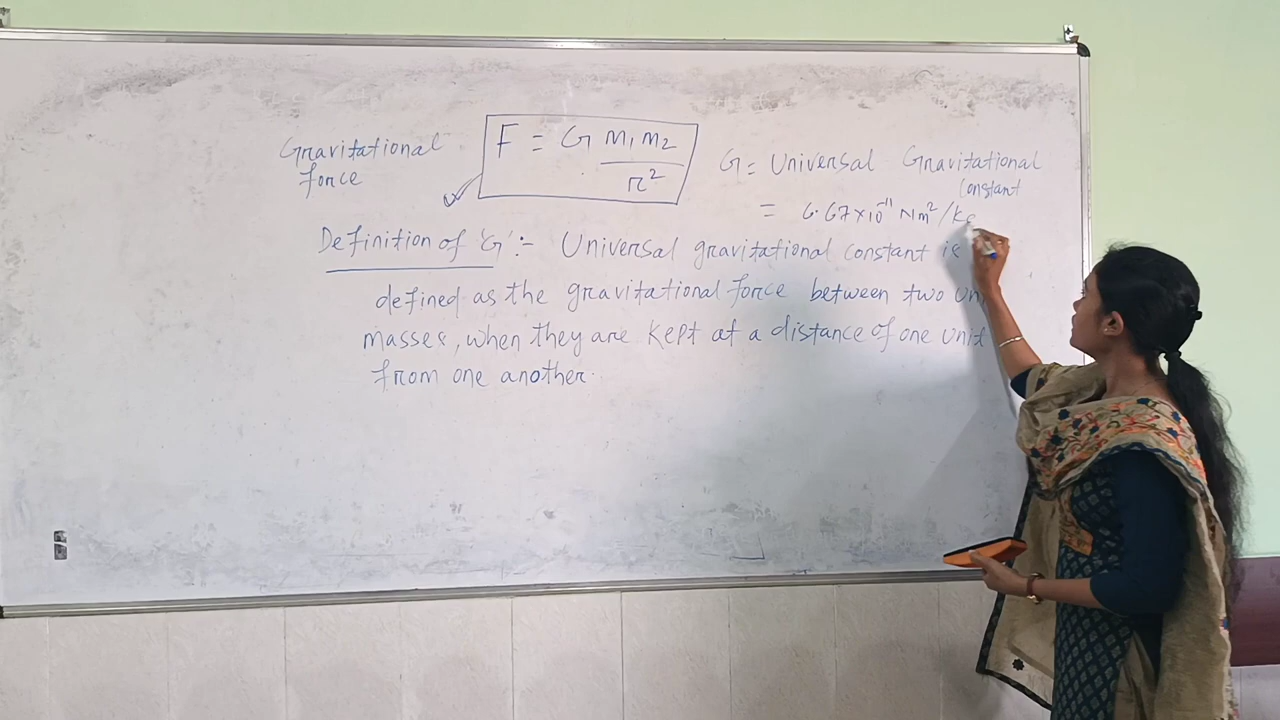 Gravitational force
F = G m₁m₂ / r²
G = Universal Gravitational Constant
= 6.67×10⁻¹¹ Nm²/kg
Definition of 'G' :- Universal gravitational constant is
defined as the gravitational force between two
masses, when they are kept at a distance of one unit
from one another.